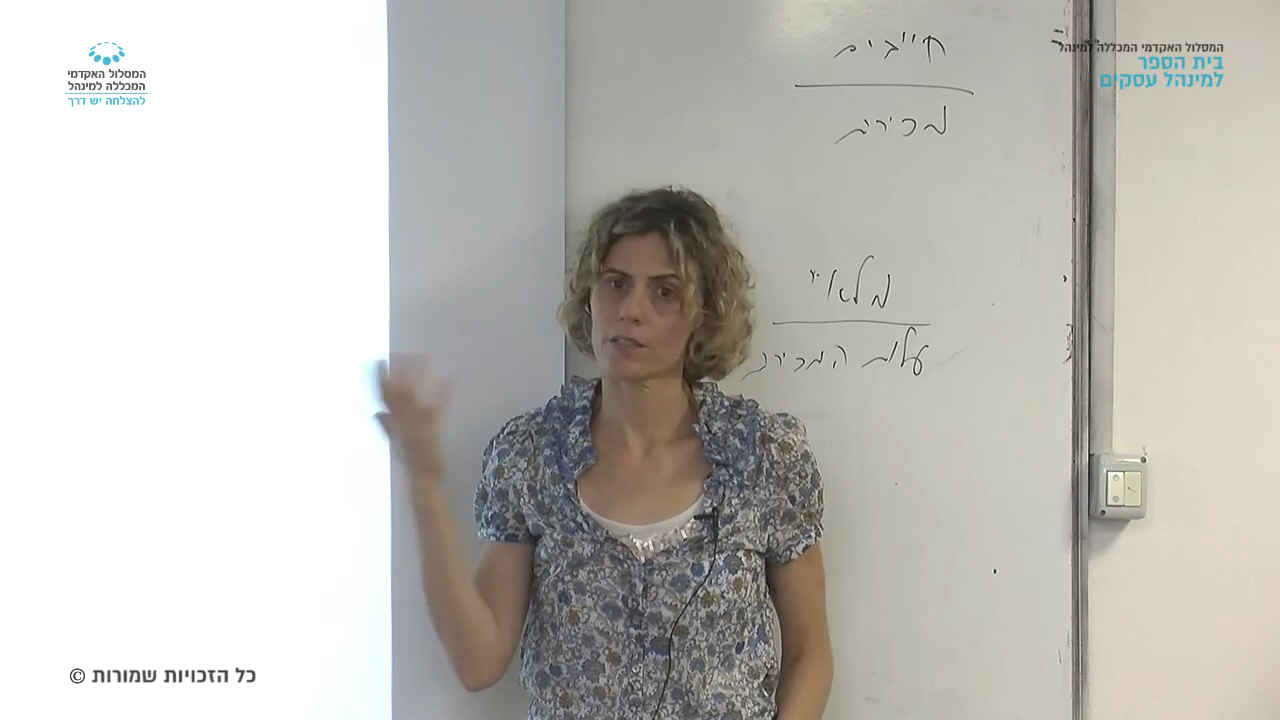 המסלול האקדמי
המכללה למינהל
להצלחה יש דרך
המסלול האקדמי המכללה למינהל
בית הספר
למינהל עסקים
חייבים
מכירות
מלאי
עלות המכירות
כל הזכויות שמורות ©